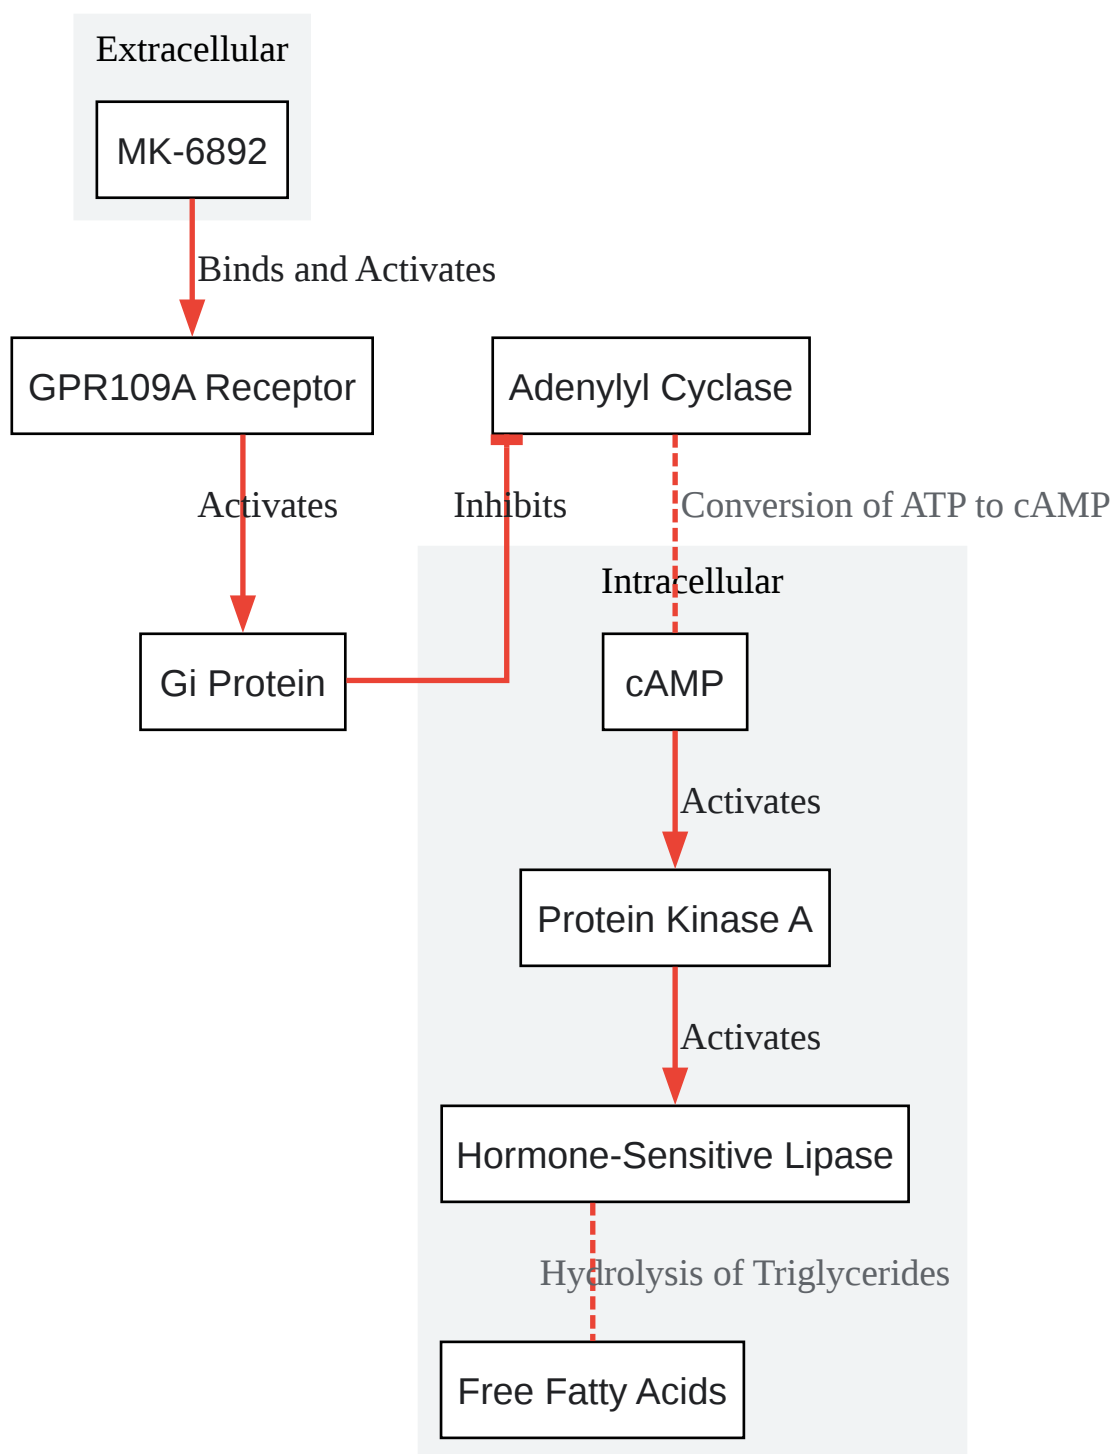 Extracellular
MK-6892
Binds and Activates
GPR109A Receptor
Adenylyl Cyclase
Activates
Inhibits
Conversion of ATP to cAMP
Intracellular
Gi Protein
cAMP
Activates
Protein Kinase A
Activates
Hormone-Sensitive Lipase
Hydrolysis of Triglycerides
Free Fatty Acids